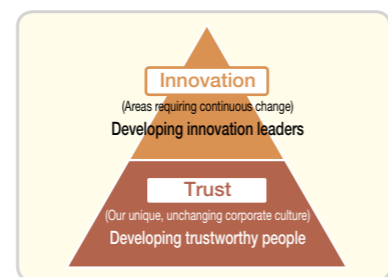 Innovation
(Areas requiring continuous change)
Developing innovation leaders
Trust
(Our unique, unchanging corporate culture)
Developing trustworthy people